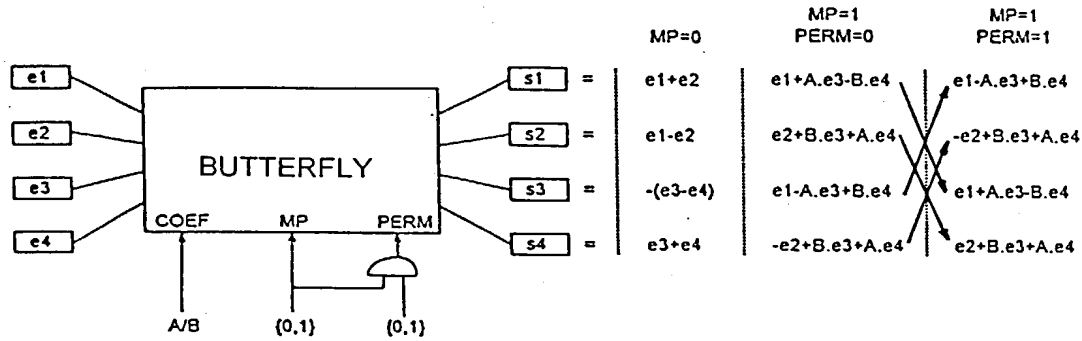 MP=1 MP=1
MP=0 PERM=0 PERM=1
e1 s1 = e1+e2 e1+A.e3-B.e4 e1-A.e3+B.e4
e2 s2 = e1-e2 e2+B.e3+A.e4 -e2+B.e3+A.e4
BUTTERFLY
e3 s3 = -(e3-e4) e1-A.e3+B.e4 e1+A.e3-B.e4
COEF MP PERM
e4 s4 = e3+e4 -e2+B.e3+A.e4 e2+B.e3+A.e4
A/B {0,1} {0,1}